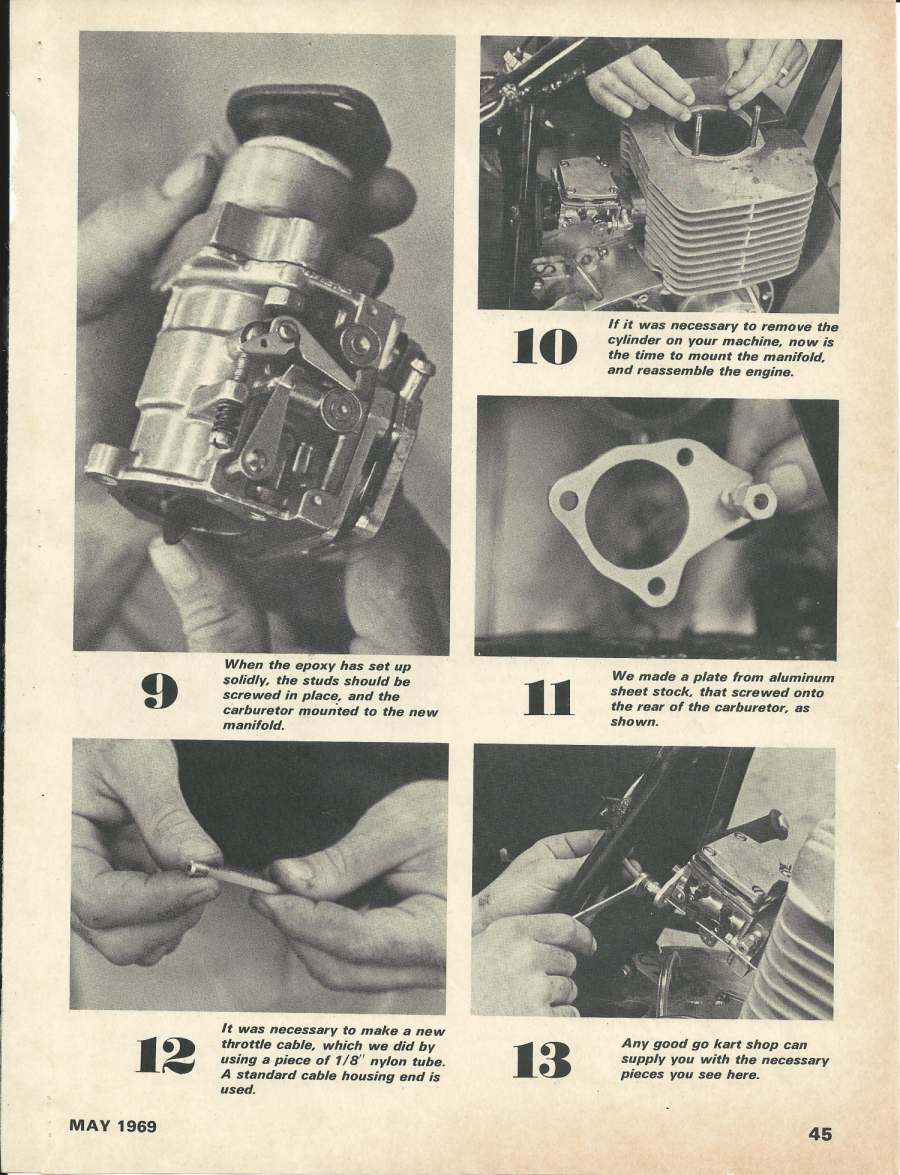 9
When the epoxy has set up
solidly, the studs should be
screwed in place, and the
carburetor mounted to the new
manifold.
10
If it was necessary to remove the
cylinder on your machine, now is
the time to mount the manifold,
and reassemble the engine.
11
We made a plate from aluminum
sheet stock, that screwed onto
the rear of the carburetor, as
shown.
12
It was necessary to make a new
throttle cable, which we did by
using a piece of 1/8" nylon tube.
A standard cable housing end is
used.
13
Any good go kart shop can
supply you with the necessary
pieces you see here.
MAY 1969
45